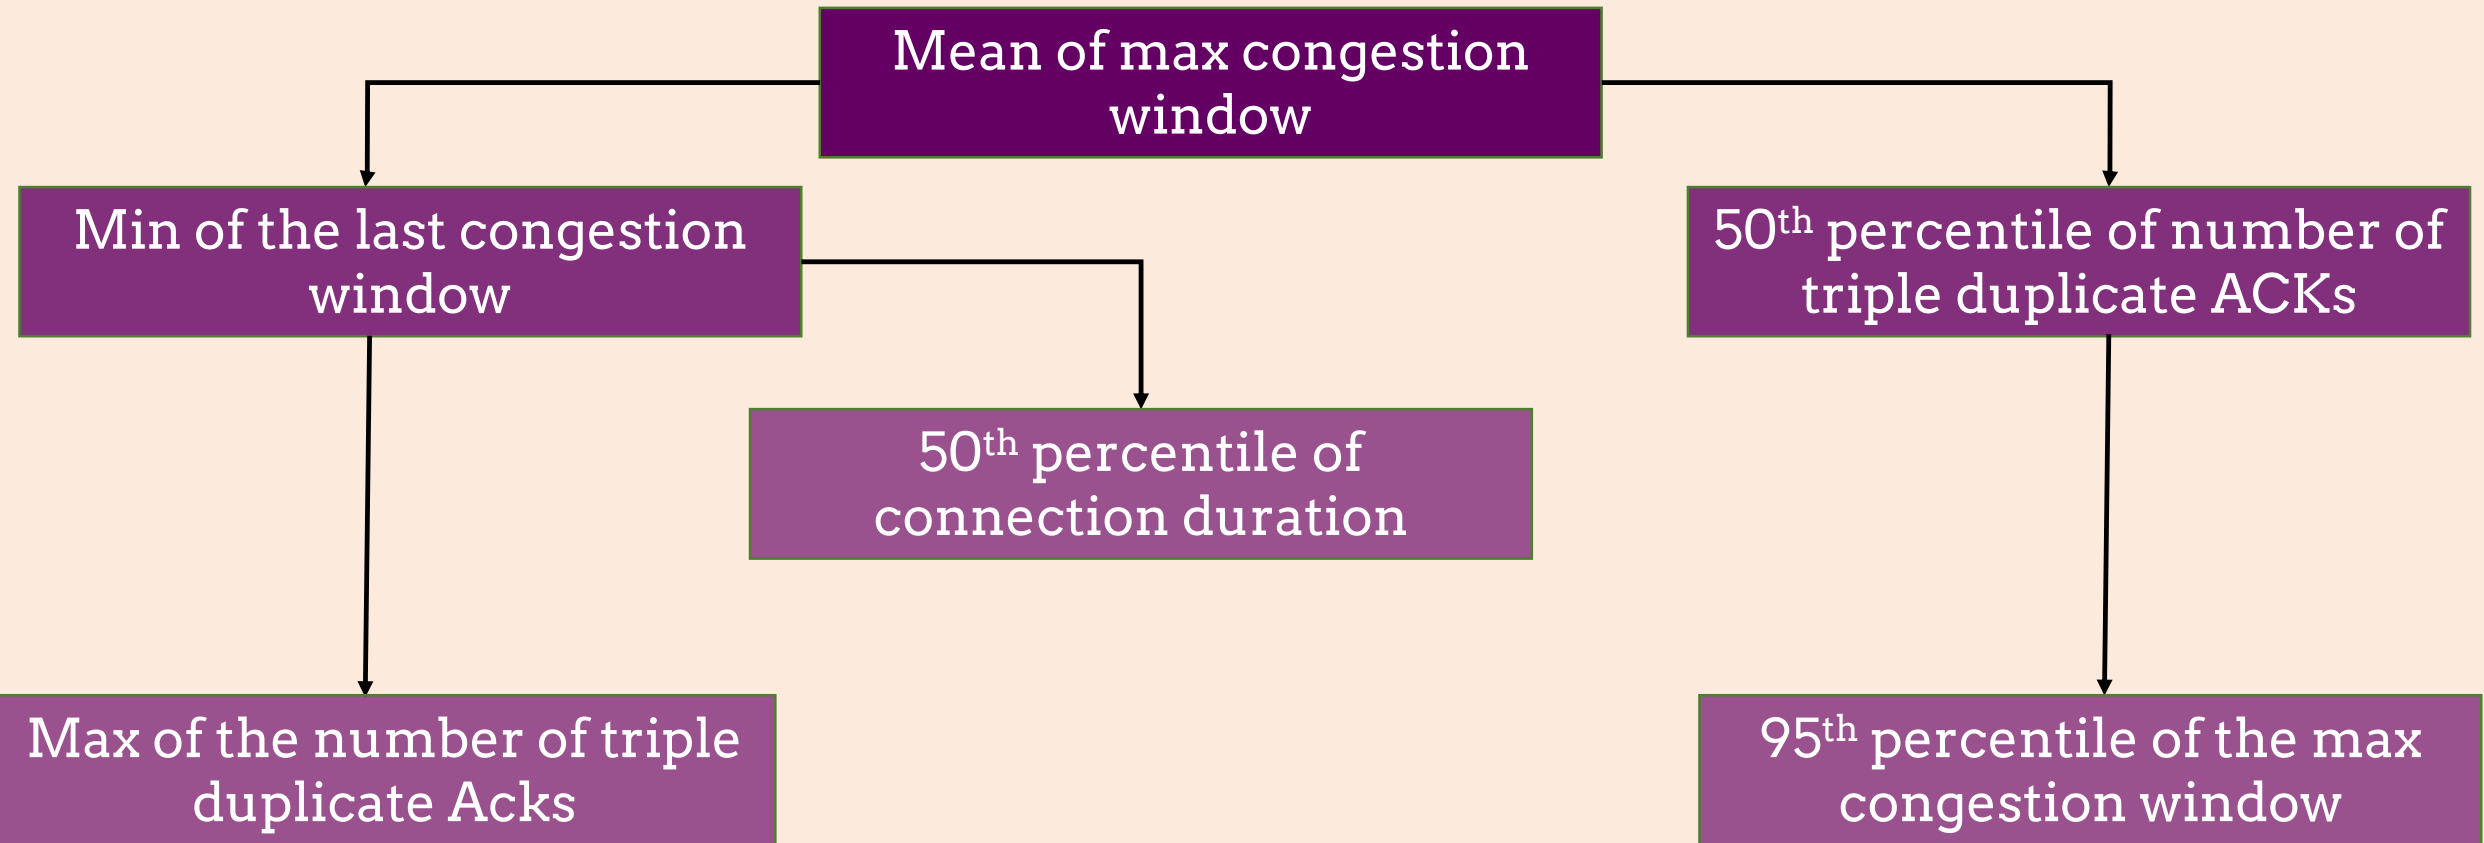 Mean of max congestion
window
Min of the last congestion
window
50th percentile of number of
triple duplicate ACKs
50th percentile of
connection duration
Max of the number of triple
duplicate Acks
95th percentile of the max
congestion window